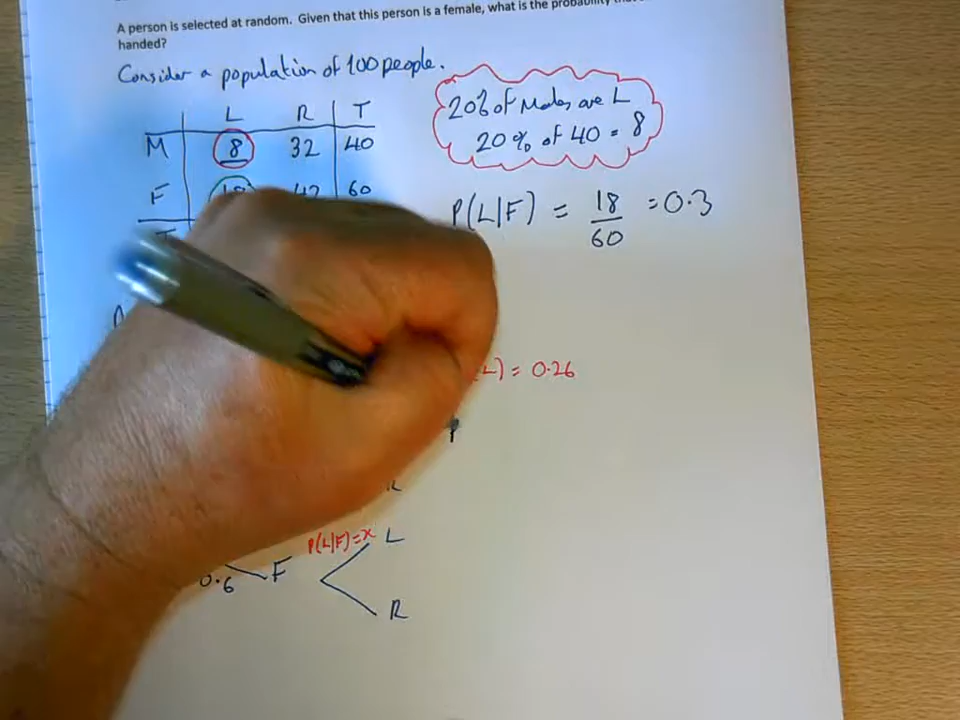 A person is selected at random. Given that this person is a female, what is the probability
handed?
Consider a population of 100 people.
L R T
M 8 32 40
F 18 42 60
20% of Males are L
20% of 40 = 8
P(L|F) = 18/60 = 0.3
L) = 0.26
P(L|F)=x L
0.6 F
R